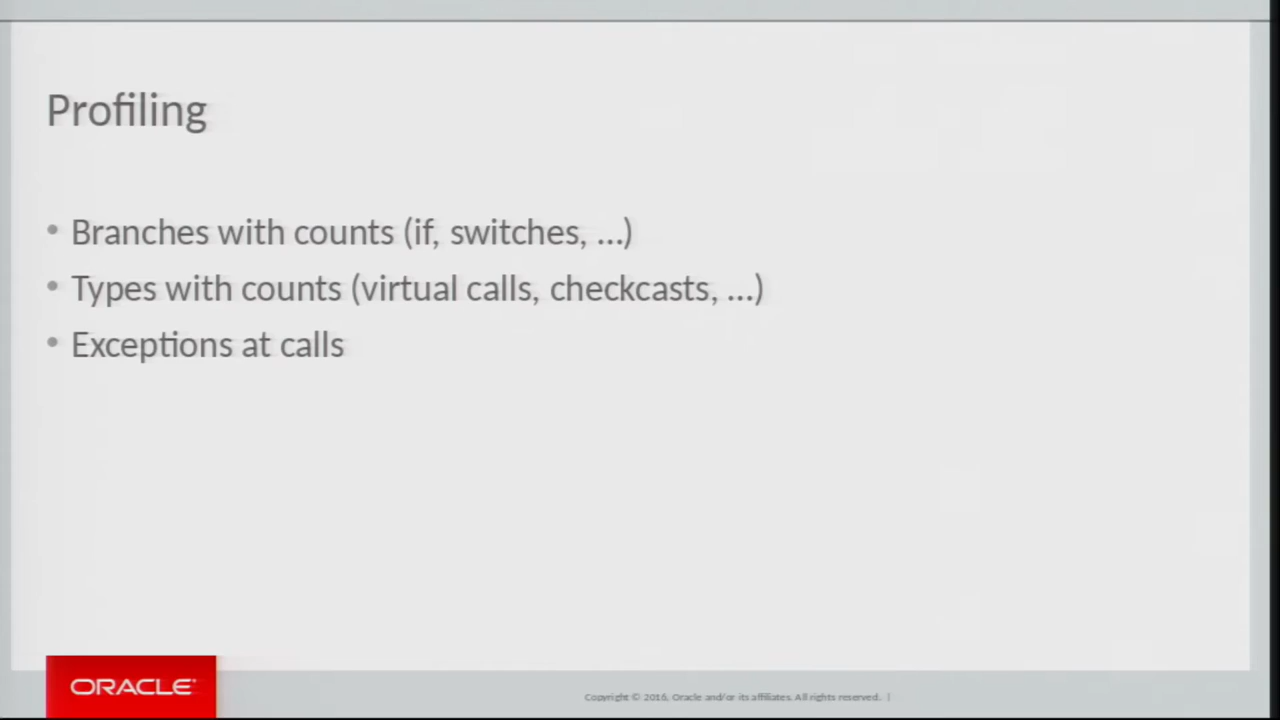 Profiling
• Branches with counts (if, switches, ...)
• Types with counts (virtual calls, checkcasts, ...)
• Exceptions at calls
ORACLE®
Copyright © 2016, Oracle and/or its affiliates. All rights reserved. |